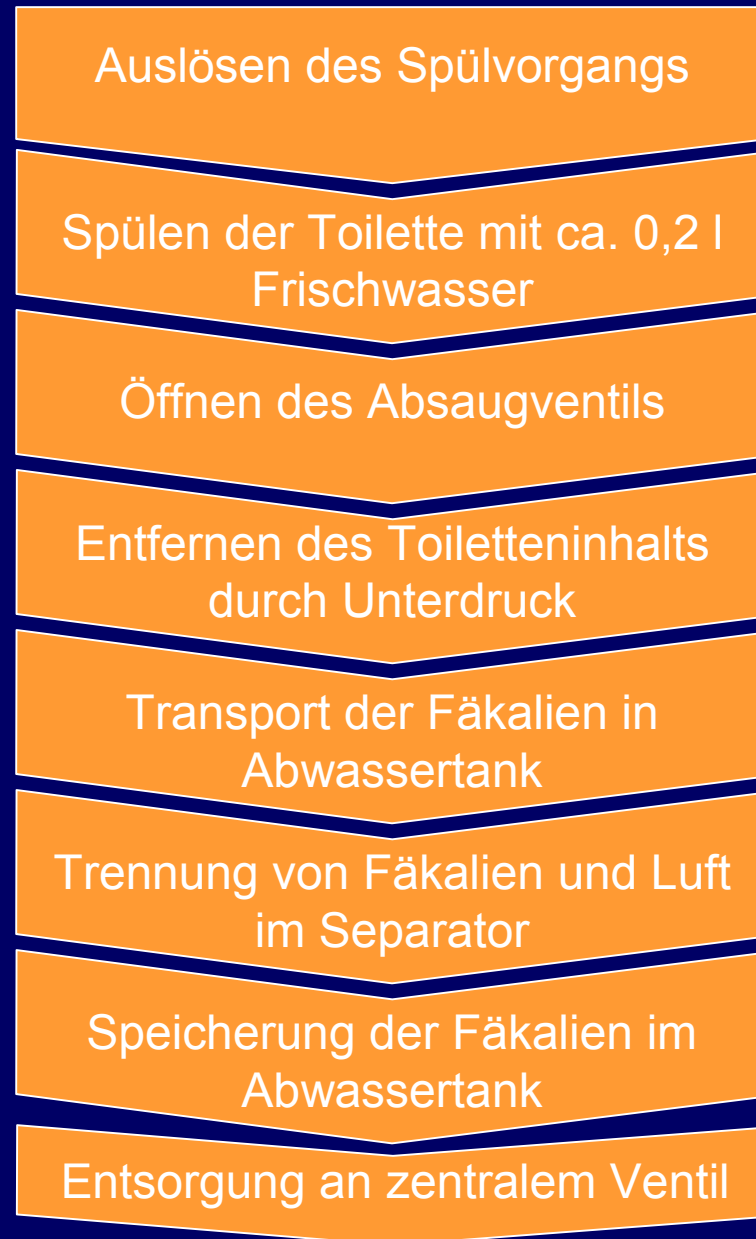 Auslösen des Spülvorgangs
Spülen der Toilette mit ca. 0,2 l
Frischwasser
Öffnen des Absaugventils
Entfernen des Toiletteninhalts
durch Unterdruck
Transport der Fäkalien in
Abwassertank
Trennung von Fäkalien und Luft
im Separator
Speicherung der Fäkalien im
Abwassertank
Entsorgung an zentralem Ventil